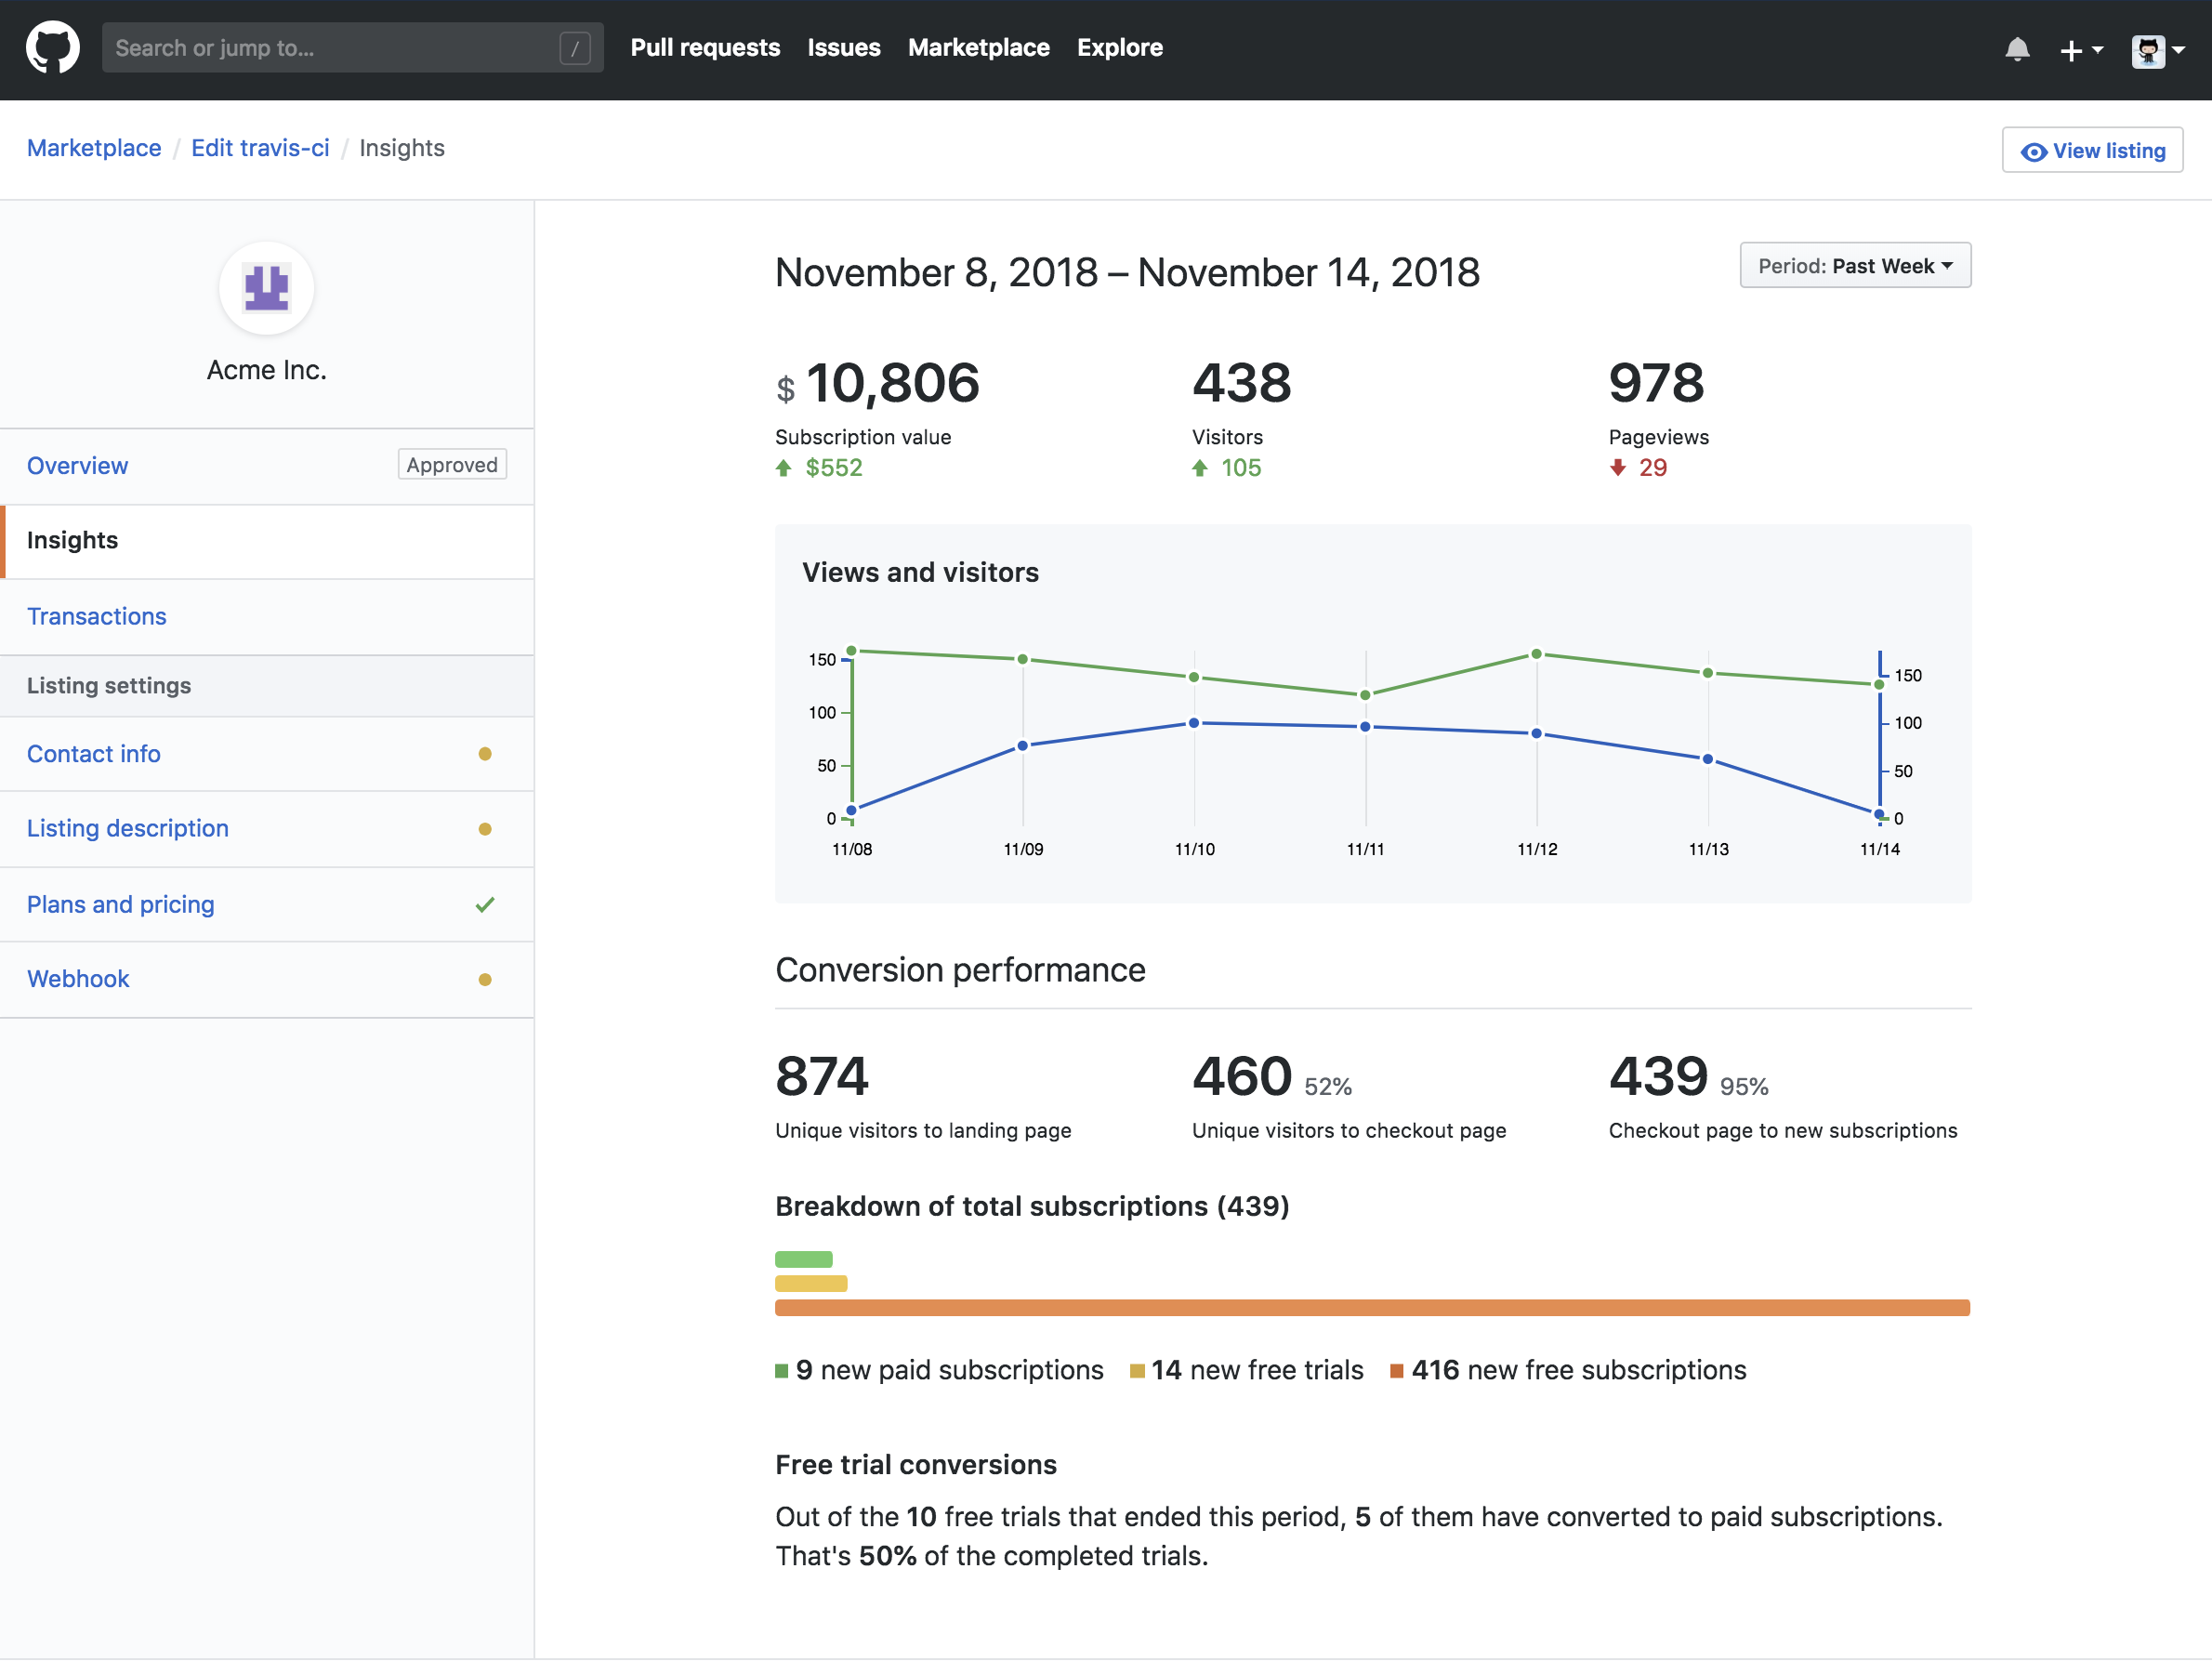 Search or jump to... /
Pull requests Issues Marketplace Explore
Marketplace / Edit travis-ci / Insights
View listing
Acme Inc.
Overview Approved
Insights
Transactions
Listing settings
Contact info
Listing description
Plans and pricing
Webhook
November 8, 2018 – November 14, 2018
Period: Past Week
$ 10,806
Subscription value
$552
438
Visitors
105
978
Pageviews
29
Views and visitors
150
100
50
0
150
100
50
0
11/08 11/09 11/10 11/11 11/12 11/13 11/14
Conversion performance
874
Unique visitors to landing page
460 52%
Unique visitors to checkout page
439 95%
Checkout page to new subscriptions
Breakdown of total subscriptions (439)
9 new paid subscriptions 14 new free trials 416 new free subscriptions
Free trial conversions
Out of the 10 free trials that ended this period, 5 of them have converted to paid subscriptions.
That's 50% of the completed trials.